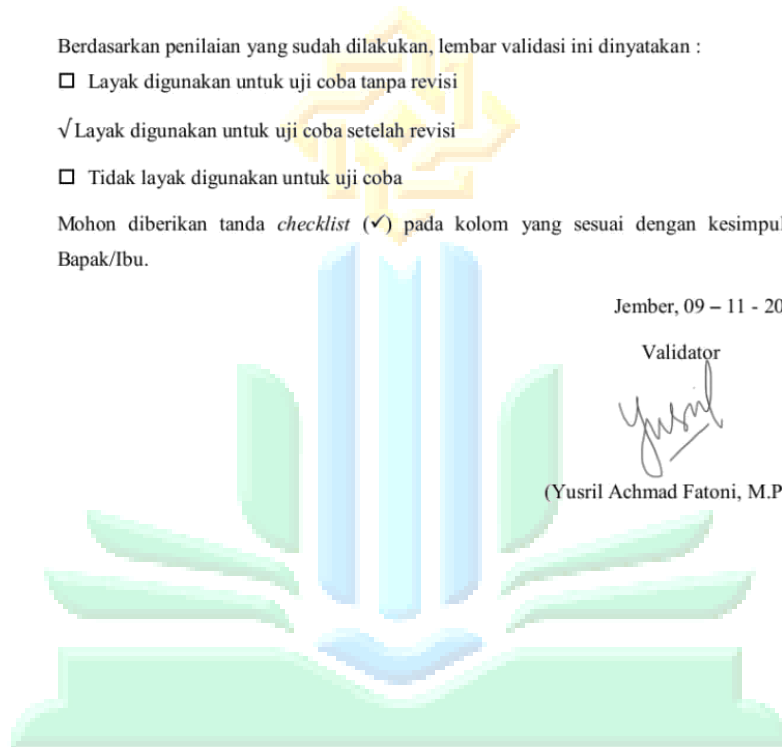 Berdasarkan penilaian yang sudah dilakukan, lembar validasi ini dinyatakan :
☐ Layak digunakan untuk uji coba tanpa revisi
√ Layak digunakan untuk uji coba setelah revisi
☐ Tidak layak digunakan untuk uji coba
Mohon diberikan tanda checklist (✓) pada kolom yang sesuai dengan kesimpul
Bapak/Ibu.
Jember, 09 – 11 - 20
Validator
Yusril
(Yusril Achmad Fatoni, M.P